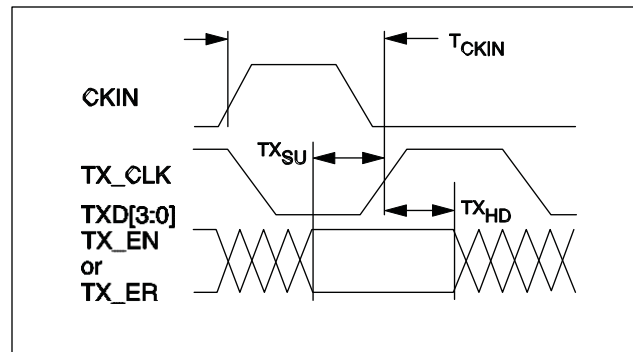 T_CKIN
CKIN
TX_SU
TX_CLK
TXD[3:0]
TX_HD
TX_EN
or
TX_ER